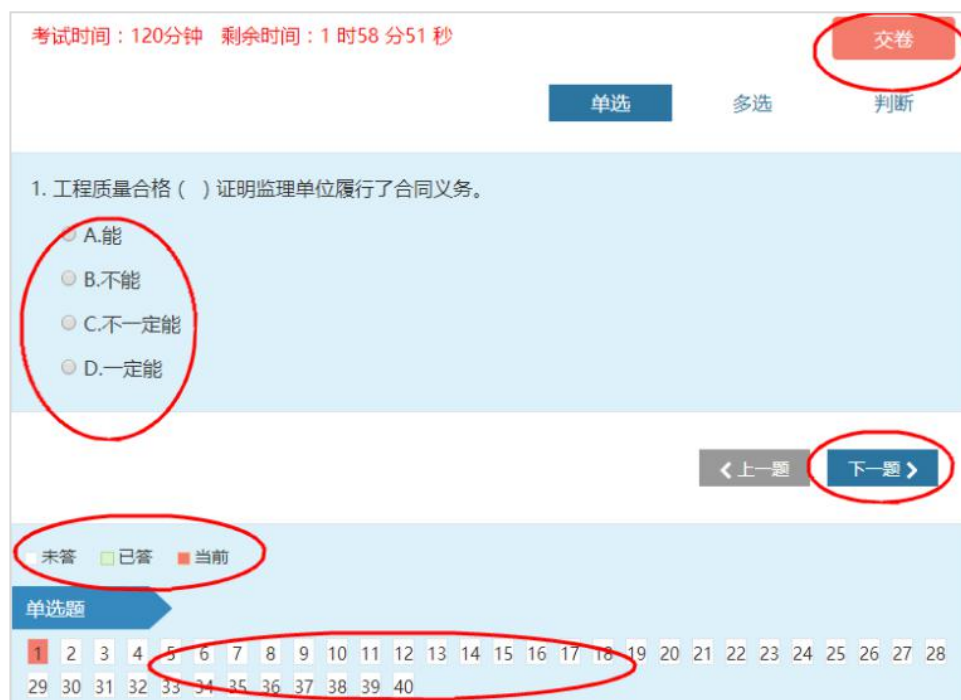 考试时间：120分钟 剩余时间：1 时58 分51 秒
交卷
单选 多选 判断
1. 工程质量合格（ ）证明监理单位履行了合同义务。
A.能
B.不能
C.不一定能
D.一定能
上一题 下一题
未答 已答 当前
单选题
1 2 3 4 5 6 7 8 9 10 11 12 13 14 15 16 17 18 19 20 21 22 23 24 25 26 27 28
29 30 31 32 33 34 35 36 37 38 39 40